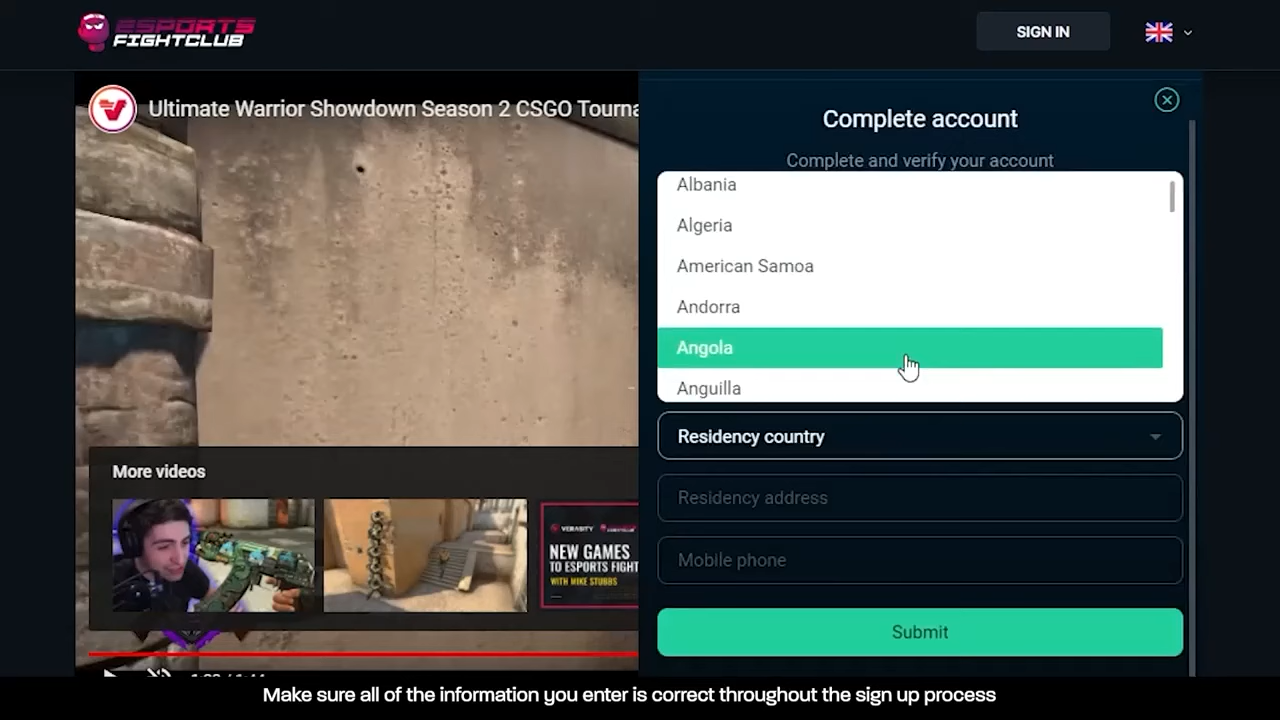 ESPORTS
FIGHTCLUB
SIGN IN
Ultimate Warrior Showdown Season 2 CSGO Tourna
Complete account
Complete and verify your account
Albania
Algeria
American Samoa
Andorra
Angola
Anguilla
Residency country
Residency address
Mobile phone
Submit
More videos
VERASITY
NEW GAMES
TO ESPORTS FIGHT
WITH MIKE STUBBS
Make sure all of the information you enter is correct throughout the sign up process